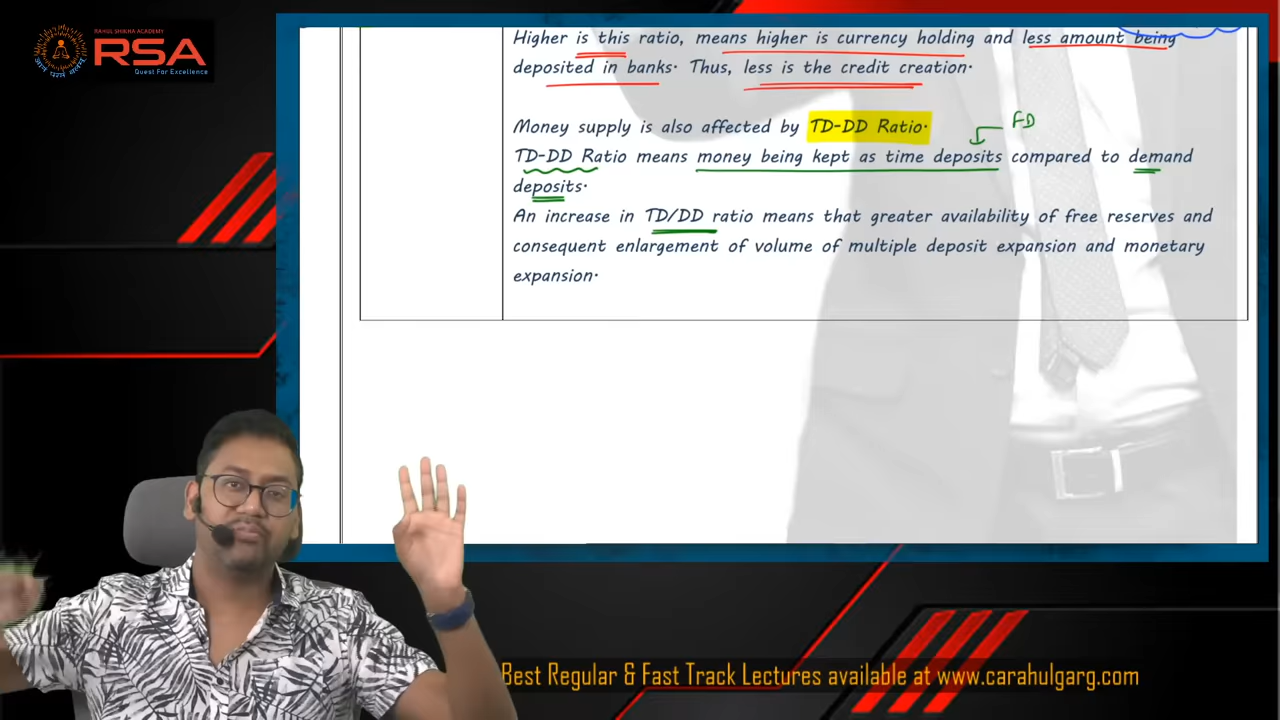 RAHUL SHIKHA ACADEMY
RSA
Quest For Excellence
Higher is this ratio, means higher is currency holding and less amount being
deposited in banks. Thus, less is the credit creation.
Money supply is also affected by TD-DD Ratio.
FD
TD-DD Ratio means money being kept as time deposits compared to demand
deposits.
An increase in TD/DD ratio means that greater availability of free reserves and
consequent enlargement of volume of multiple deposit expansion and monetary
expansion.
Best Regular & Fast Track Lectures available at www.carahulgarg.com